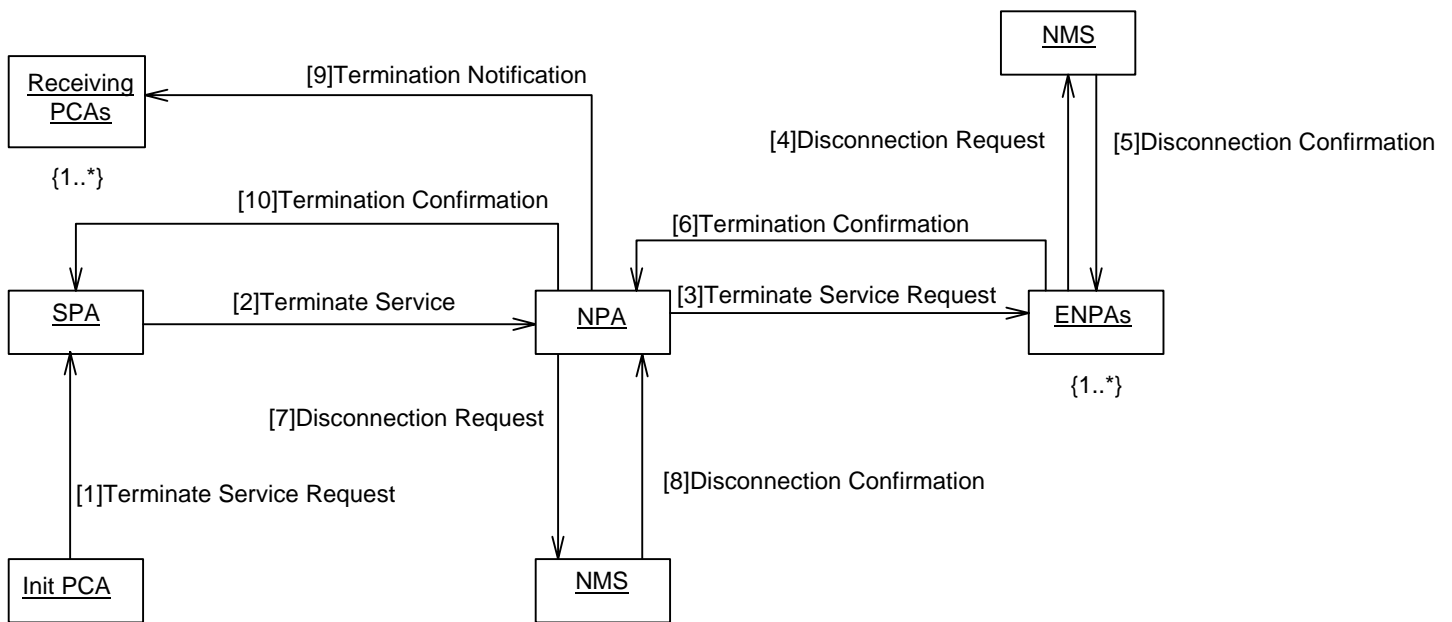 NMS
[9]Termination Notification
Receiving
PCAs
[4]Disconnection Request
[5]Disconnection Confirmation
{1..*}
[10]Termination Confirmation
[6]Termination Confirmation
[2]Terminate Service
[3]Terminate Service Request
SPA
NPA
ENPAs
{1..*}
[7]Disconnection Request
[8]Disconnection Confirmation
[1]Terminate Service Request
Init PCA
NMS